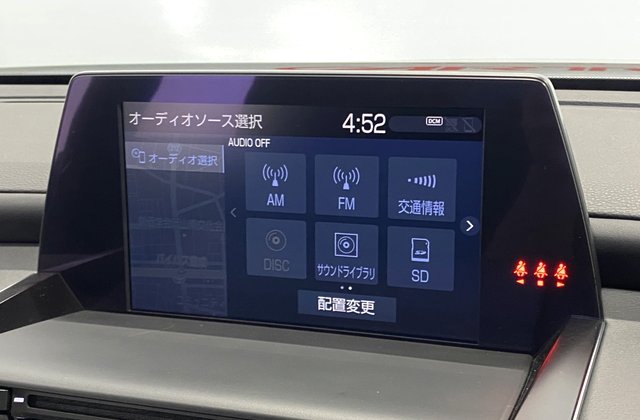 オーディオソース選択
4:52
DCM
AUDIO OFF
オーディオ選択
AM
FM
交通情報
DISC
サウンドライブラリ
SD
配置変更